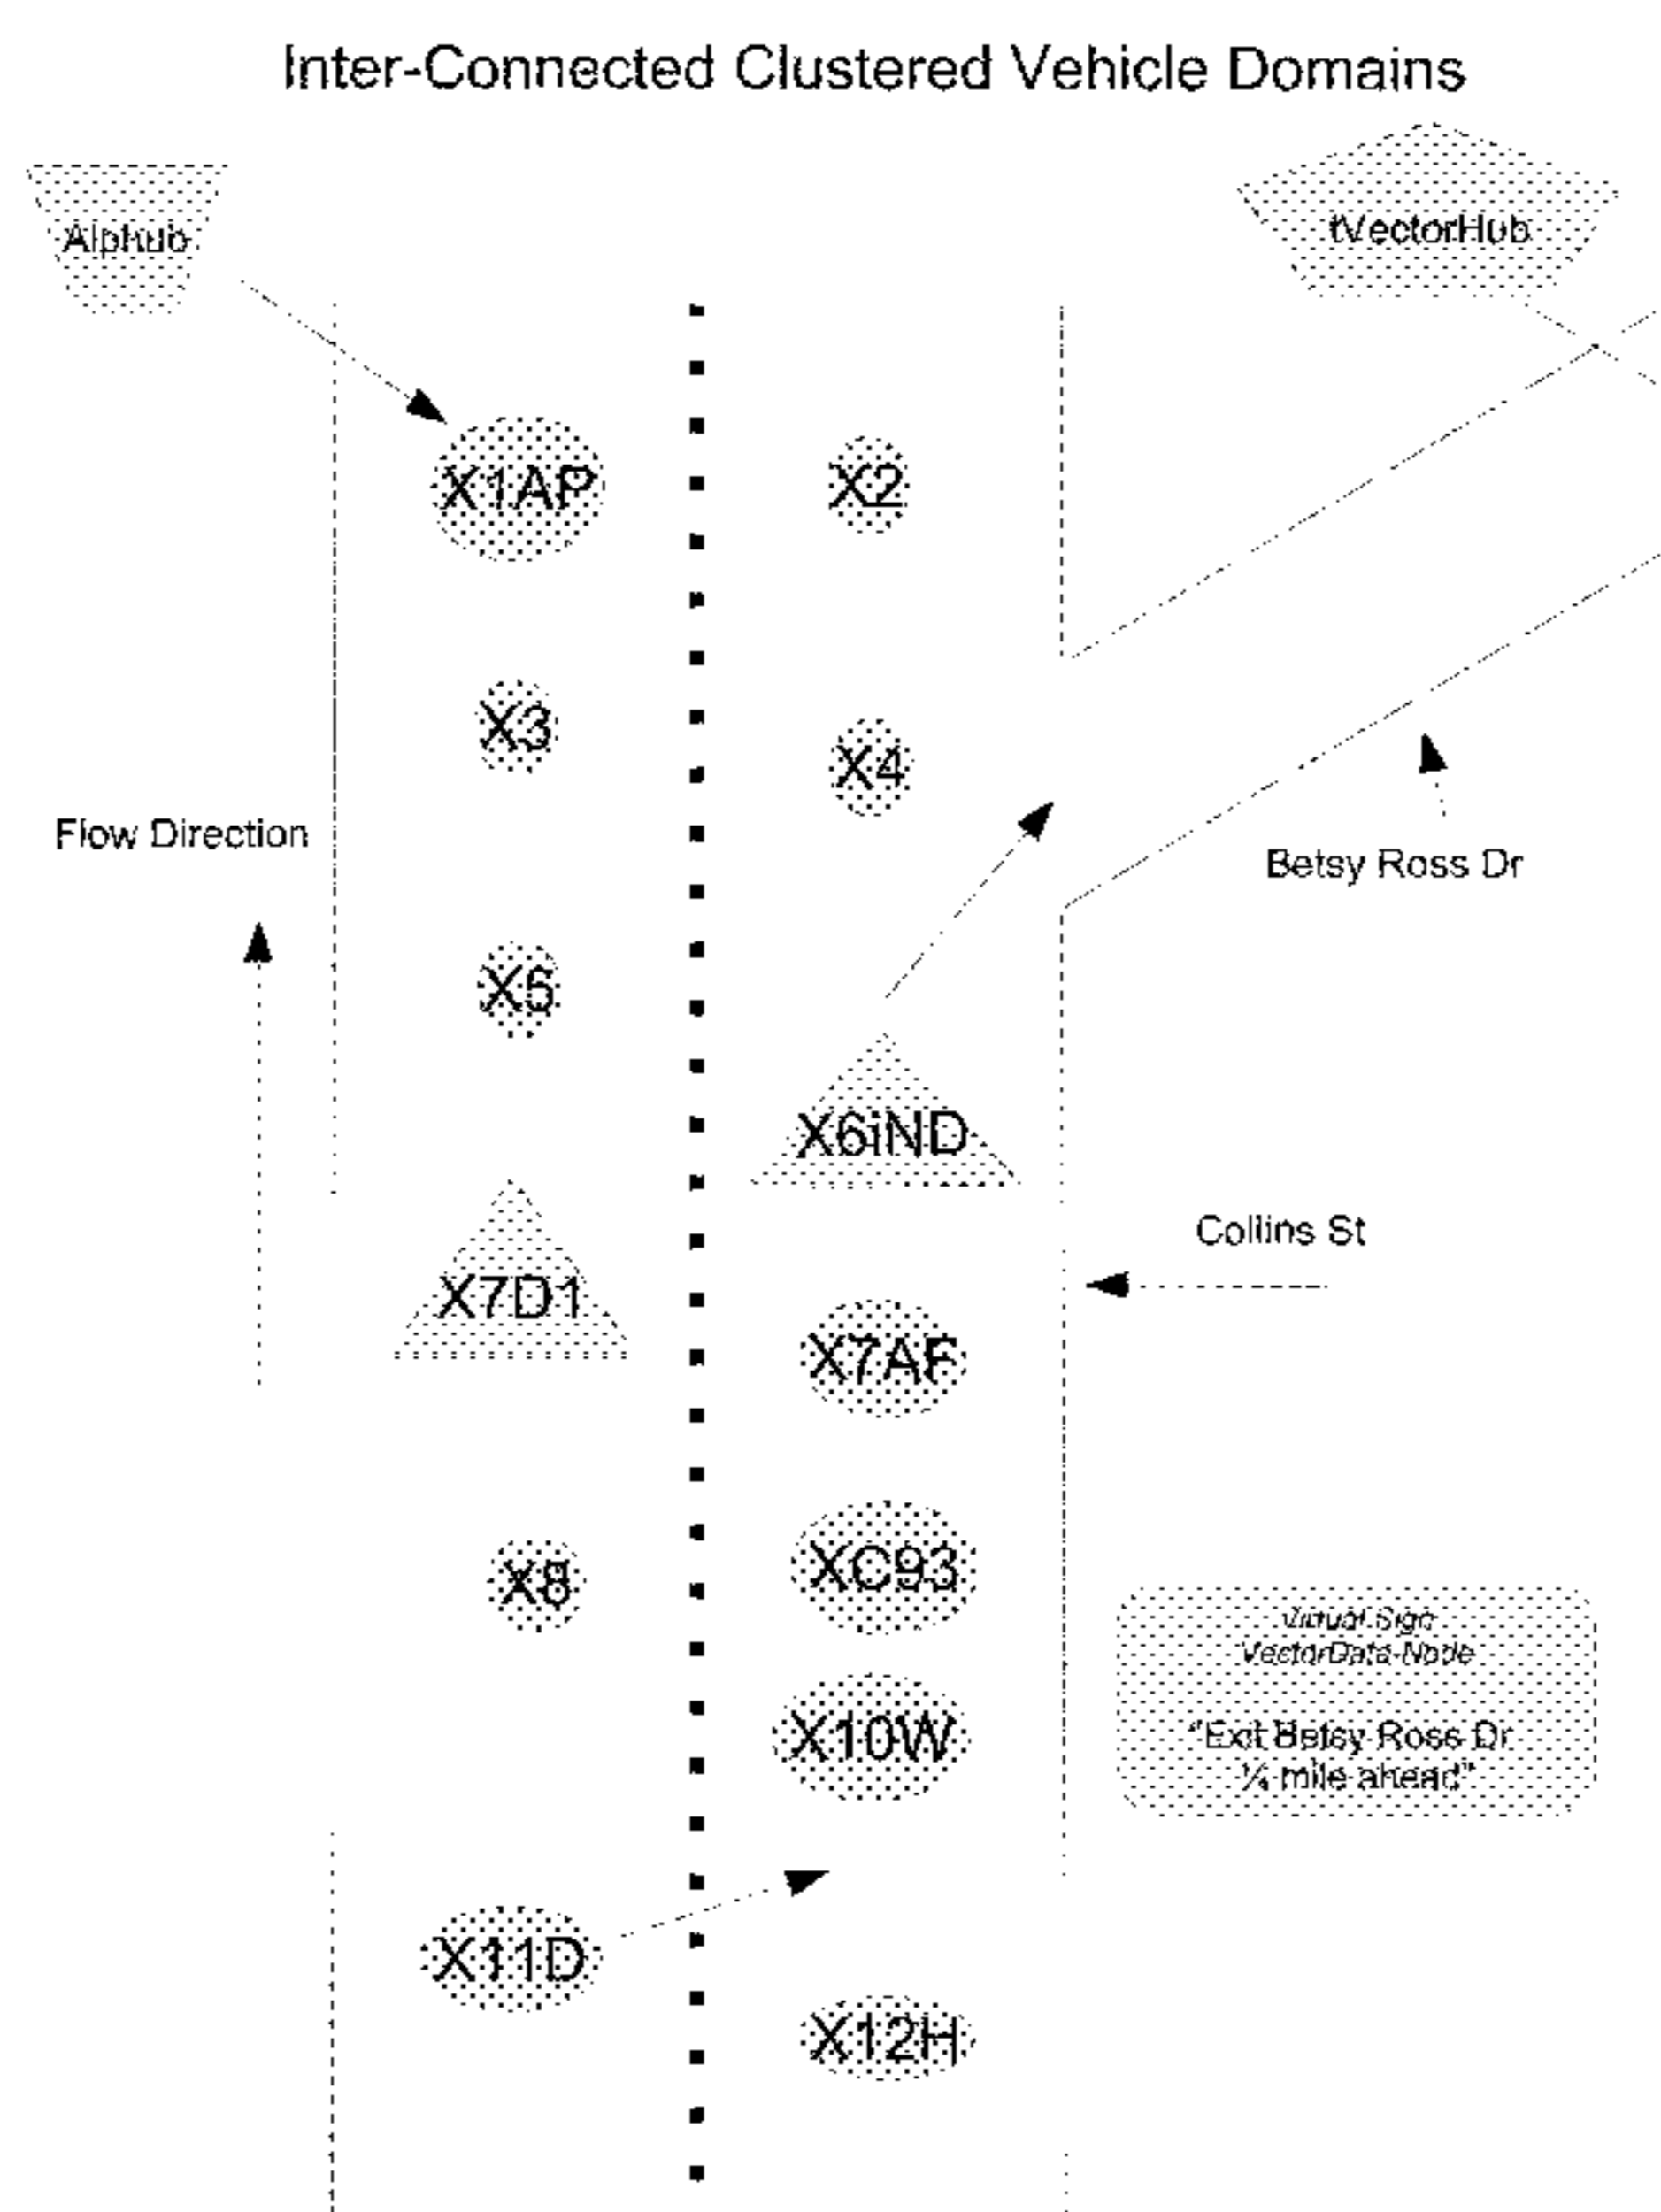 Inter-Connected Clustered Vehicle Domains
Alphub
tVectorHub
X1AP
X2
X3
X4
Flow Direction
Betsy Ross Dr
X5
X6iND
Collins St
X7D1
X7AF
XC93
X8
Virtual Sign
VectorData-Node
X10W
"Exit Betsy Ross Dr
¼ mile ahead"
X11D
X12H